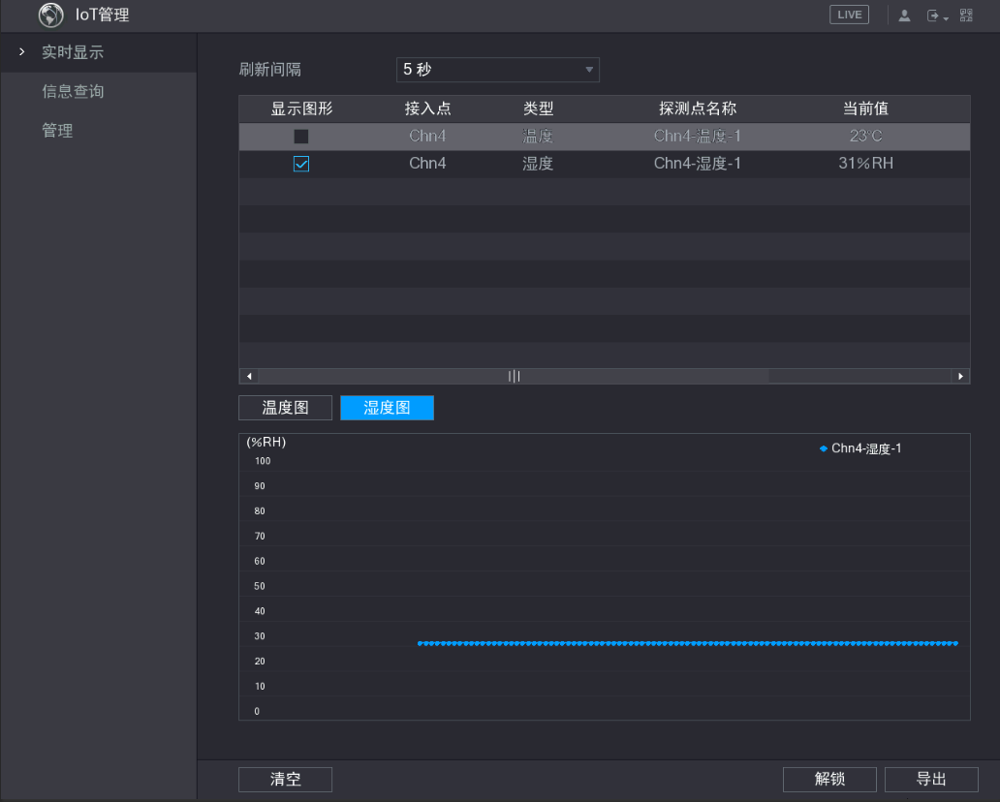 IoT管理 LIVE
实时显示
信息查询
管理
刷新间隔 5 秒
显示图形 接入点 类型 探测点名称 当前值
Chn4 温度 Chn4-温度-1 23℃
Chn4 湿度 Chn4-湿度-1 31%RH
温度图 湿度图
(%RH)
Chn4-湿度-1
100
90
80
70
60
50
40
30
20
10
0
清空 解锁 导出